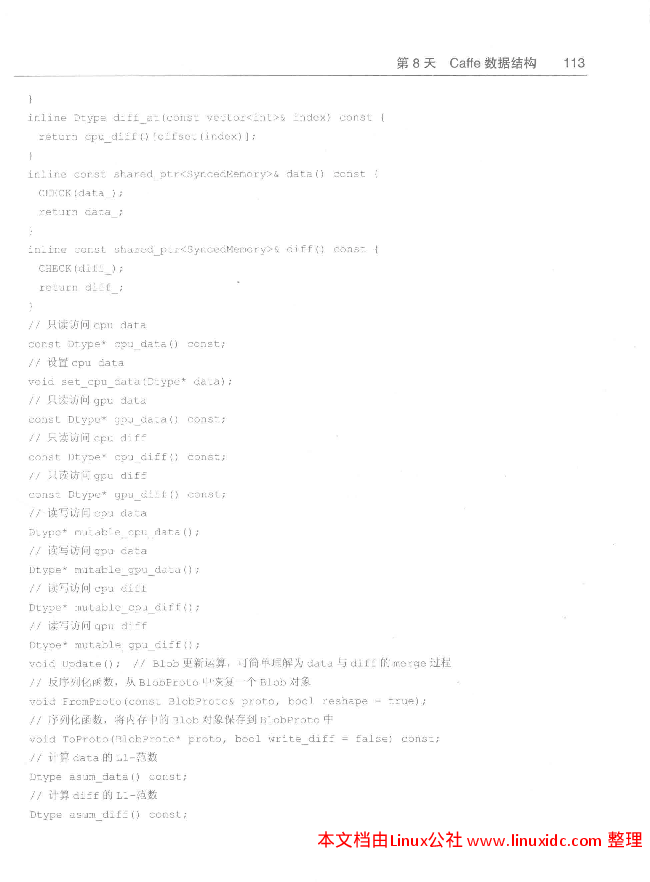 第 8 天 Caffe 数据结构 113
}
inline Dtype diff_at(const vector<int>& index) const {
return cpu_diff()[offset(index)];
}
inline const shared_ptr<SyncedMemory>& data() const {
CHECK(data_);
return data_;
}
inline const shared_ptr<SyncedMemory>& diff() const {
CHECK(diff_);
return diff_;
}
// 只读访问 cpu data
const Dtype* cpu_data() const;
// 设置 cpu data
void set_cpu_data(Dtype* data);
// 只读访问 gpu data
const Dtype* gpu_data() const;
// 只读访问 cpu diff
const Dtype* cpu_diff() const;
// 只读访问 gpu diff
const Dtype* gpu_diff() const;
// 读写访问 cpu data
Dtype* mutable_cpu_data();
// 读写访问 gpu data
Dtype* mutable_gpu_data();
// 读写访问 cpu diff
Dtype* mutable_cpu_diff();
// 读写访问 gpu diff
Dtype* mutable_gpu_diff();
void Update(); // Blob 更新运算，可简单理解为 data 与 diff 的 merge 过程
// 反序列化函数，从 BlobProto 中恢复一个 Blob 对象
void FromProto(const BlobProto& proto, bool reshape = true);
// 序列化函数，将内存中的 Blob 对象保存到 BlobProto 中
void ToProto(BlobProto* proto, bool write_diff = false) const;
// 计算 data 的 L1-范数
Dtype asum_data() const;
// 计算 diff 的 L1-范数
Dtype asum_diff() const;
本文档由Linux公社 www.linuxidc.com 整理